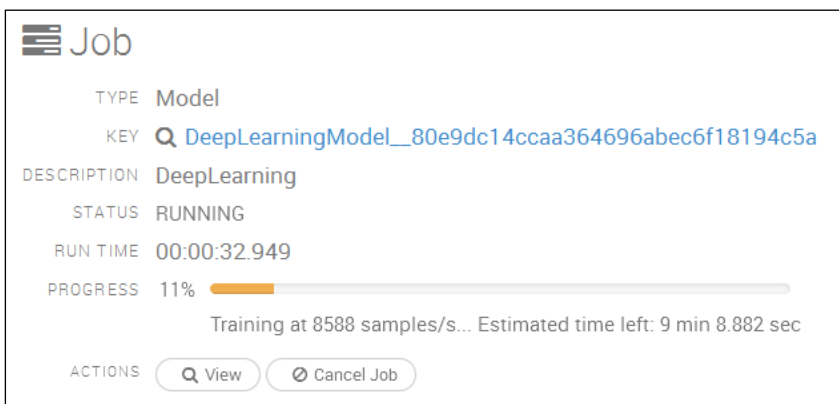 Job
TYPE Model
KEY DeepLearningModel__80e9dc14ccaa364696abec6f18194c5a
DESCRIPTION DeepLearning
STATUS RUNNING
RUN TIME 00:00:32.949
PROGRESS 11%
Training at 8588 samples/s... Estimated time left: 9 min 8.882 sec
ACTIONS View Cancel Job